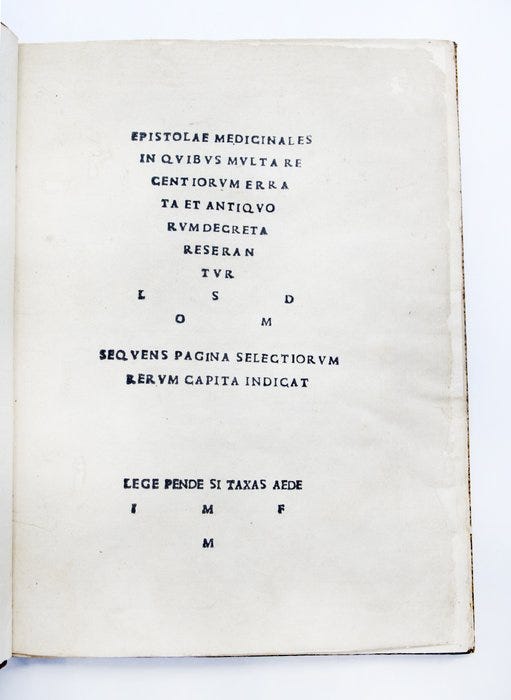 EPISTOLAE MEDICINALES
IN QVIBVS MVLTA RE
CENTIORVM ERRA
TA ET ANTIQVO
RVM DECRETA
RESERAN
TVR
L S D
O M
SEQVENS PAGINA SELECTIORVM
RERVM CAPITA INDICAT
LEGE PENDE SI TAXAS AEDE
I M F
M